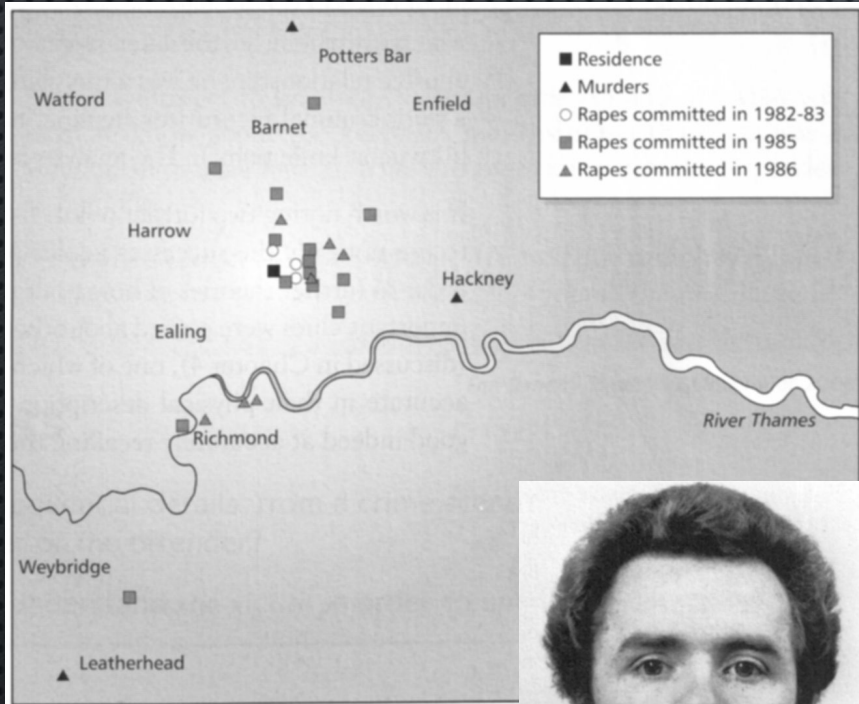 Potters Bar
Residence
Murders
Rapes committed in 1982-83
Rapes committed in 1985
Rapes committed in 1986
Watford
Enfield
Barnet
Harrow
Hackney
Ealing
River Thames
Richmond
Weybridge
Leatherhead